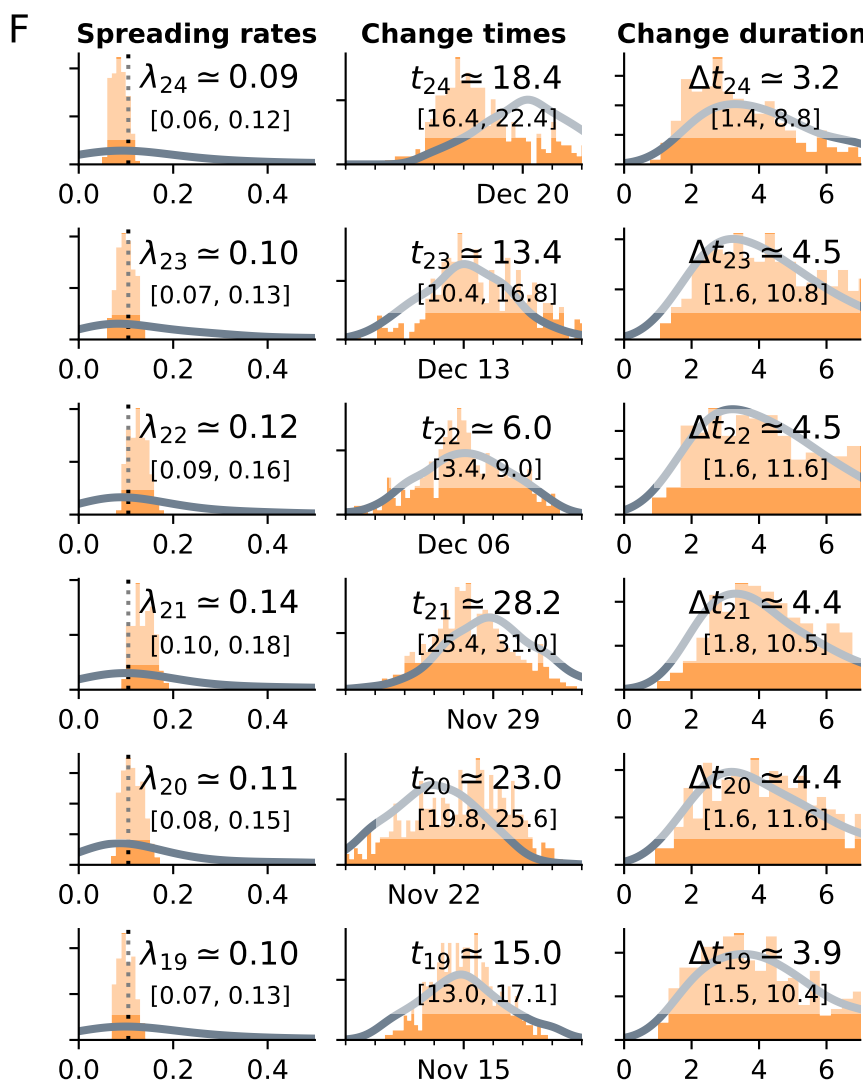 F
Spreading rates Change times Change duration
λ24 ≃ 0.09 t24 ≃ 18.4 Δt24 ≃ 3.2
[0.06, 0.12] [16.4, 22.4] [1.4, 8.8]
0.0 0.2 0.4 Dec 20 0 2 4 6
λ23 ≃ 0.10 t23 ≃ 13.4 Δt23 ≃ 4.5
[0.07, 0.13] [10.4, 16.8] [1.6, 10.8]
0.0 0.2 0.4 Dec 13 0 2 4 6
λ22 ≃ 0.12 t22 ≃ 6.0 Δt22 ≃ 4.5
[0.09, 0.16] [3.4, 9.0] [1.6, 11.6]
0.0 0.2 0.4 Dec 06 0 2 4 6
λ21 ≃ 0.14 t21 ≃ 28.2 Δt21 ≃ 4.4
[0.10, 0.18] [25.4, 31.0] [1.8, 10.5]
0.0 0.2 0.4 Nov 29 0 2 4 6
λ20 ≃ 0.11 t20 ≃ 23.0 Δt20 ≃ 4.4
[0.08, 0.15] [19.8, 25.6] [1.6, 11.6]
0.0 0.2 0.4 Nov 22 0 2 4 6
λ19 ≃ 0.10 t19 ≃ 15.0 Δt19 ≃ 3.9
[0.07, 0.13] [13.0, 17.1] [1.5, 10.4]
0.0 0.2 0.4 Nov 15 0 2 4 6